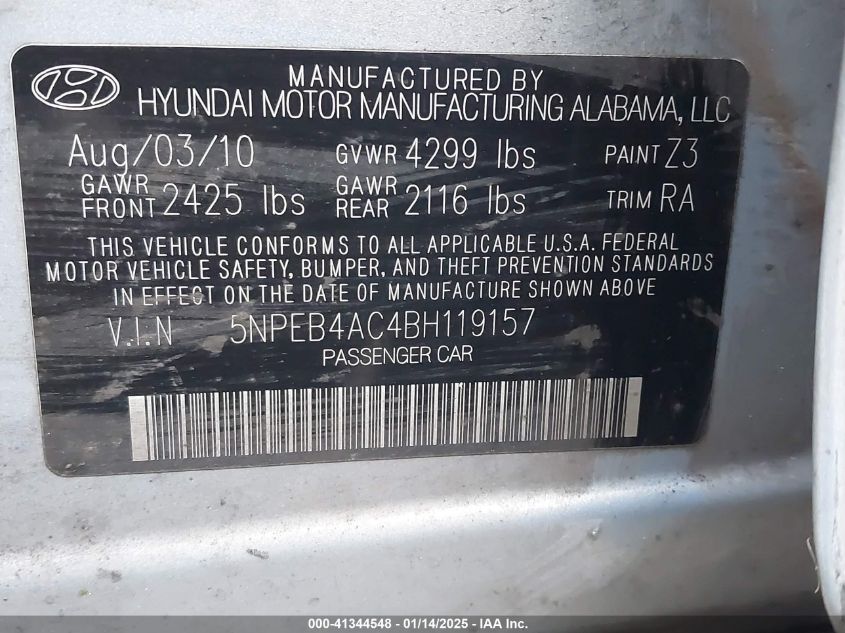 MANUFACTURED BY
HYUNDAI MOTOR MANUFACTURING ALABAMA, LLC
Aug/03/10 GVWR 4299 lbs PAINT Z3
GAWR FRONT 2425 lbs GAWR REAR 2116 lbs TRIM RA
THIS VEHICLE CONFORMS TO ALL APPLICABLE U.S.A. FEDERAL
MOTOR VEHICLE SAFETY, BUMPER, AND THEFT PREVENTION STANDARDS
IN EFFECT ON THE DATE OF MANUFACTURE SHOWN ABOVE
V.I.N 5NPEB4AC4BH119157
PASSENGER CAR
000-41344548 - 01/14/2025 - IAA Inc.